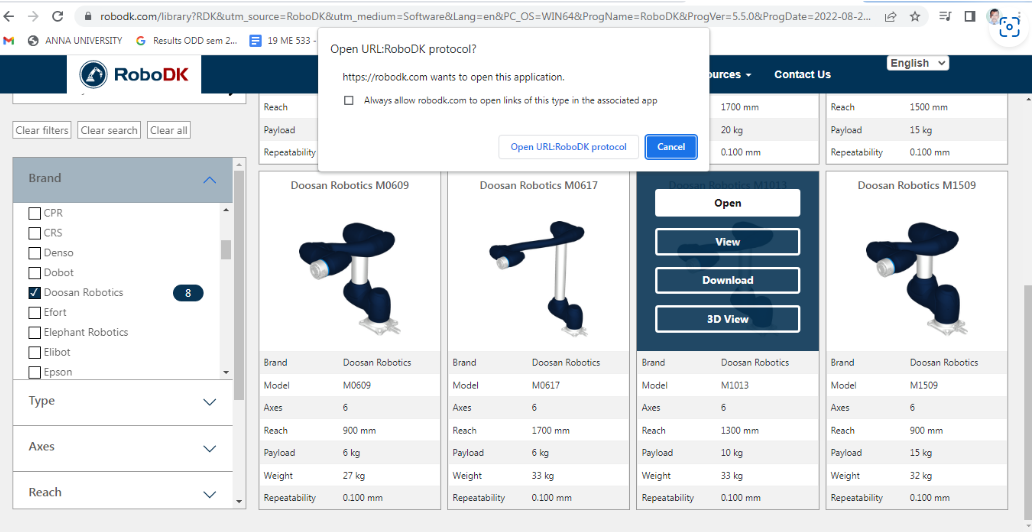 robodk.com/library?RDK&utm_source=RoboDK&utm_medium=Software&Lang=en&PC_OS=WIN64&ProgName=RoboDK&ProgVer=5.5.0&ProgDate=2022-08-2...
ANNA UNIVERSITY
Results ODD sem 2...
19 ME 533 -
Open URL:RoboDK protocol?
https://robodk.com wants to open this application.
Always allow robodk.com to open links of this type in the associated app
Open URL:RoboDK protocol
Cancel
RoboDK
ources
Contact Us
English
Clear filters
Clear search
Clear all
Brand
CPR
CRS
Denso
Dobot
Doosan Robotics 8
Efort
Elephant Robotics
Elibot
Epson
Type
Axes
Reach
Reach
Payload
Repeatability
1700 mm
20 kg
0.100 mm
Reach 1500 mm
Payload 15 kg
Repeatability 0.100 mm
Doosan Robotics M0609
Brand Doosan Robotics
Model M0609
Axes 6
Reach 900 mm
Payload 6 kg
Weight 27 kg
Repeatability 0.100 mm
Doosan Robotics M0617
Brand Doosan Robotics
Model M0617
Axes 6
Reach 1700 mm
Payload 6 kg
Weight 33 kg
Repeatability 0.100 mm
Doosan Robotics M1013
Open
View
Download
3D View
Brand Doosan Robotics
Model M1013
Axes 6
Reach 1300 mm
Payload 10 kg
Weight 33 kg
Repeatability 0.100 mm
Doosan Robotics M1509
Brand Doosan Robotics
Model M1509
Axes 6
Reach 900 mm
Payload 15 kg
Weight 32 kg
Repeatability 0.100 mm